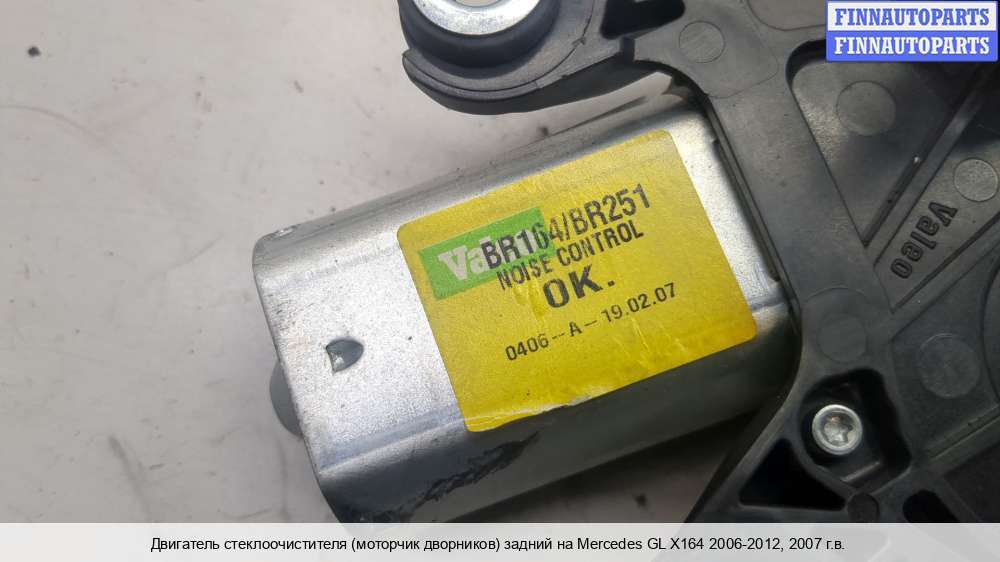 FINNAUTOPARTS
FINNAUTOPARTS
BR164/BR251
NOISE CONTROL
OK.
0406--A-19.02.07
Valeo
Двигатель стеклоочистителя (моторчик дворников) задний на Mercedes GL X164 2006-2012, 2007 г.в.